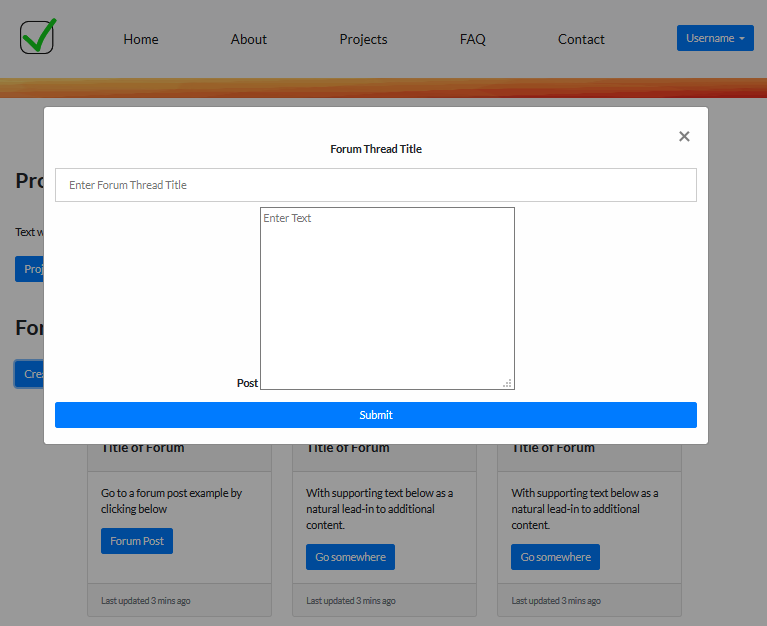 Home About Projects FAQ Contact Username
Forum Thread Title
×
Enter Forum Thread Title
Enter Text
Post
Submit
Text
Title of Forum Title of Forum Title of Forum
Go to a forum post example by
clicking below
Forum Post
With supporting text below as a
natural lead-in to additional
content.
Go somewhere
With supporting text below as a
natural lead-in to additional
content.
Go somewhere
Last updated 3 mins ago Last updated 3 mins ago Last updated 3 mins ago